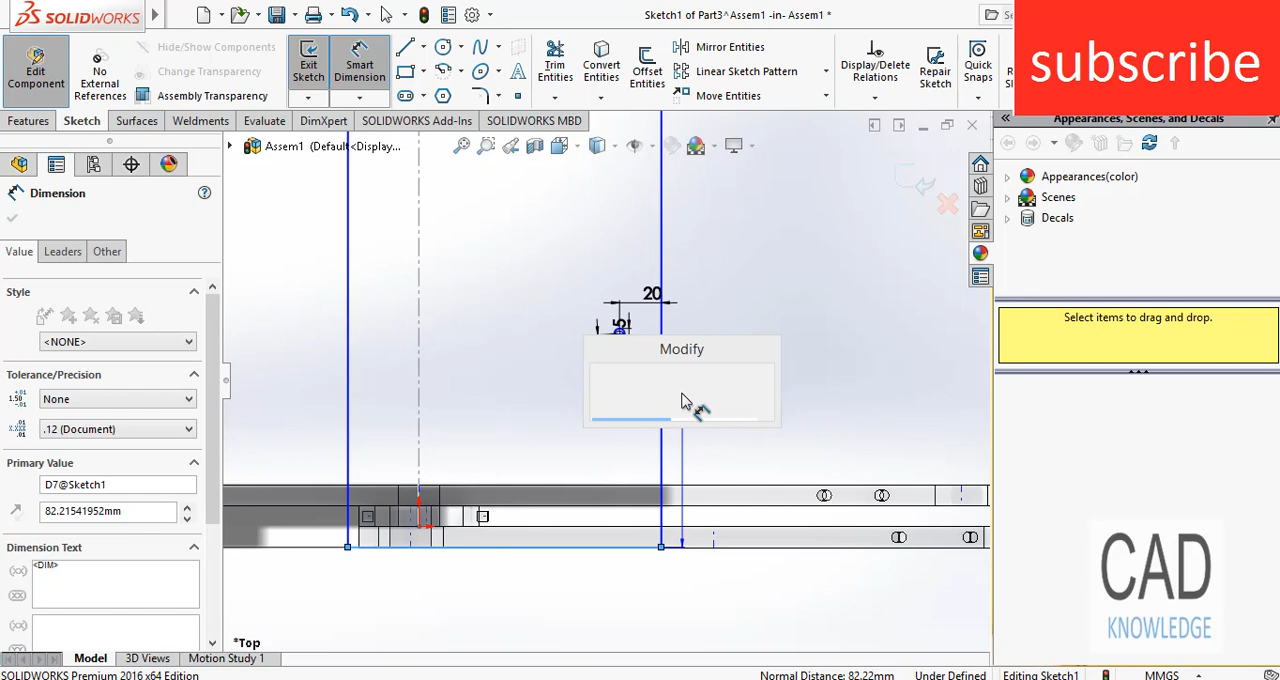 SOLIDWORKS
Sketch1 of Part3^Assem1 -in- Assem1 *
subscribe
Edit Component
No External References
Hide/Show Components
Change Transparency
Assembly Transparency
Exit Sketch
Smart Dimension
Trim Entities
Convert Entities
Offset Entities
Mirror Entities
Linear Sketch Pattern
Move Entities
Display/Delete Relations
Repair Sketch
Quick Snaps
Features
Sketch
Surfaces
Weldments
Evaluate
DimXpert
SOLIDWORKS Add-Ins
SOLIDWORKS MBD
Appearances, Scenes, and Decals
Assem1 (Default<Display...
Appearances(color)
Scenes
Decals
Dimension
Value
Leaders
Other
Style
<NONE>
Tolerance/Precision
None
.12 (Document)
Primary Value
D7@Sketch1
82.21541952mm
Dimension Text
<DIM>
20
5
Modify
Select items to drag and drop.
CAD
KNOWLEDGE
*Top
Model
3D Views
Motion Study 1
SOLIDWORKS Premium 2016 x64 Edition
Normal Distance: 82.22mm
Under Defined
Editing Sketch1
MMGS